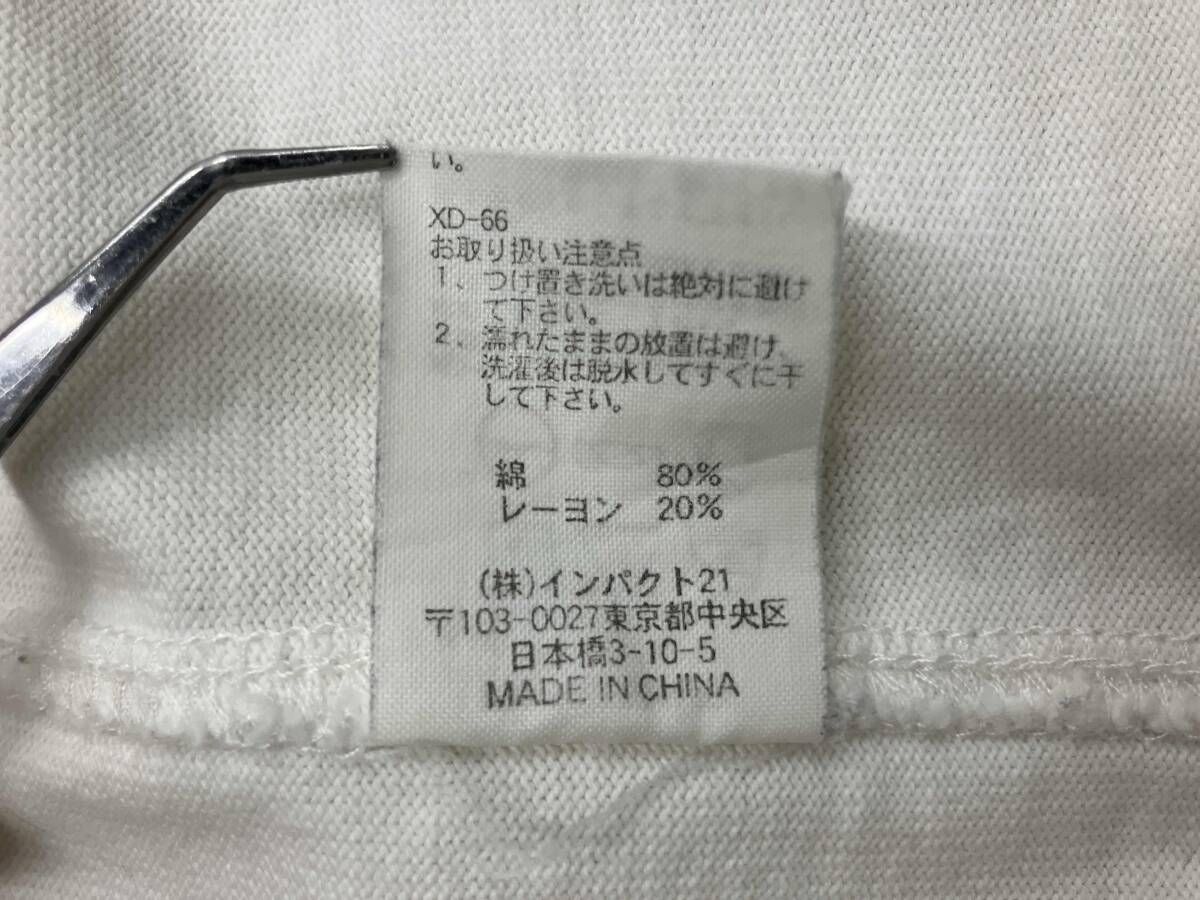 い。
XD-66
お取り扱い注意点
1、つけ置き洗いは絶対に避け
て下さい。
2、濡れたままの放置は避け、
洗濯後は脱水してすぐに干
して下さい。
綿 80%
レーヨン 20%
(株)インパクト21
〒103-0027東京都中央区
日本橋3-10-5
MADE IN CHINA